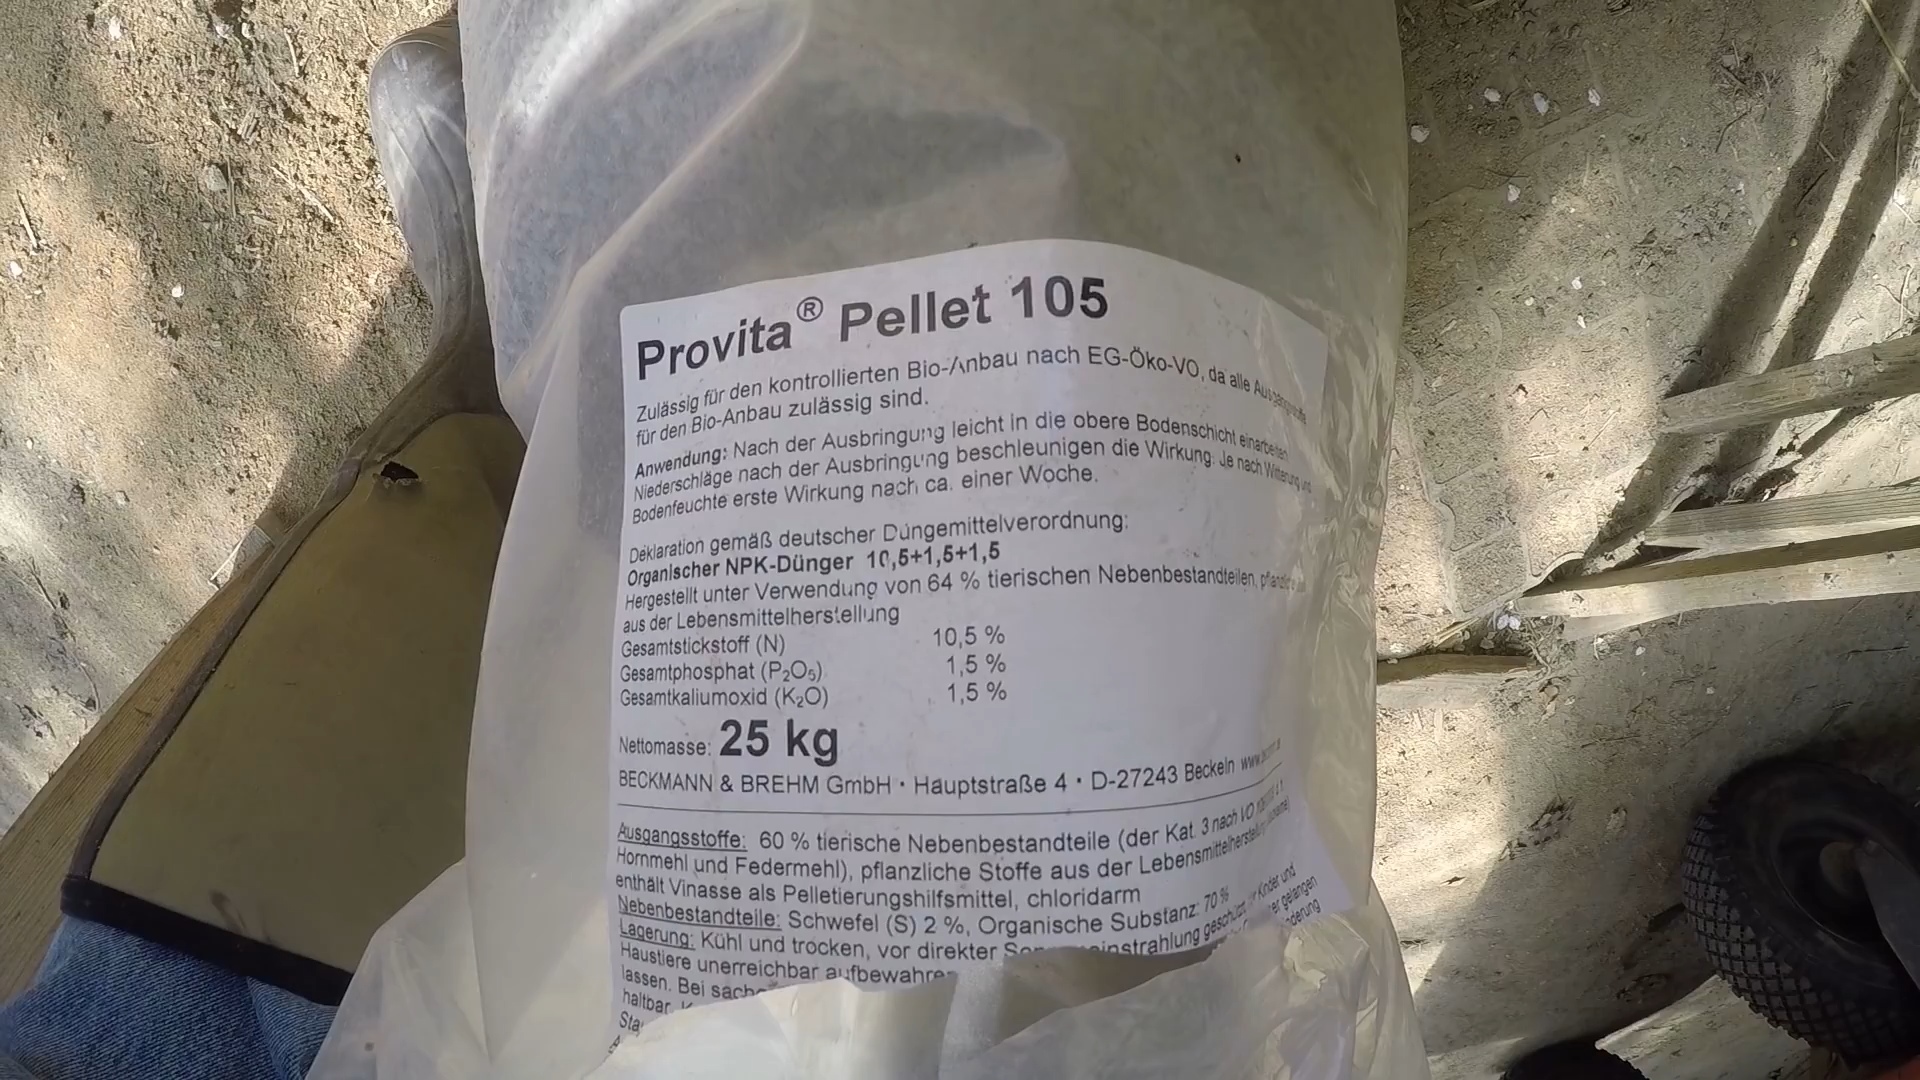 Provita® Pellet 105
Zulässig für den kontrollierten Bio-Anbau nach EG-Öko-VO, da alle Ausgangsstoffe
für den Bio-Anbau zulässig sind.
Anwendung: Nach der Ausbringung leicht in die obere Bodenschicht einarbeiten
Niederschläge nach der Ausbringung beschleunigen die Wirkung. Je nach Witterung und
Bodenfeuchte erste Wirkung nach ca. einer Woche.
Deklaration gemäß deutscher Düngemittelverordnung:
Organischer NPK-Dünger 10,5+1,5+1,5
Hergestellt unter Verwendung von 64 % tierischen Nebenbestandteilen,
aus der Lebensmittelherstellung
Gesamtstickstoff (N) 10,5 %
Gesamtphosphat (P₂O₅) 1,5 %
Gesamtkaliumoxid (K₂O) 1,5 %
Nettomasse: 25 kg
BECKMANN & BREHM GmbH · Hauptstraße 4 · D-27243 Beckeln
Ausgangsstoffe: 60 % tierische Nebenbestandteile (der Kat. 3 nach VO
Hornmehl und Federmehl), pflanzliche Stoffe aus der
enthält Vinasse als Pelletierungshilfsmittel, chloridarm
Nebenbestandteile: Schwefel (S) 2 %, Organische Substanz: 70 %
Lagerung: Kühl und trocken, vor direkter Kinder und
Haustiere unerreichbar gelangen
lassen. Bei
haltbar.